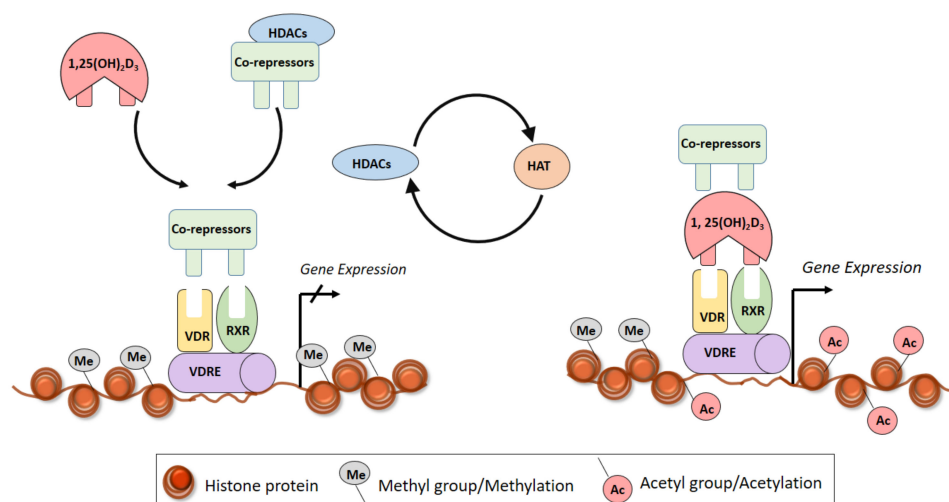 1,25(OH)₂D₃
HDACs
Co-repressors
HDACs
HAT
Co-repressors
Gene Expression
VDR
RXR
VDRE
Me
Me
Me
Me
Co-repressors
1, 25(OH)₂D₃
Gene Expression
VDR
RXR
VDRE
Me
Me
Ac
Ac
Ac
Ac
Histone protein
Me
Methyl group/Methylation
Ac
Acetyl group/Acetylation